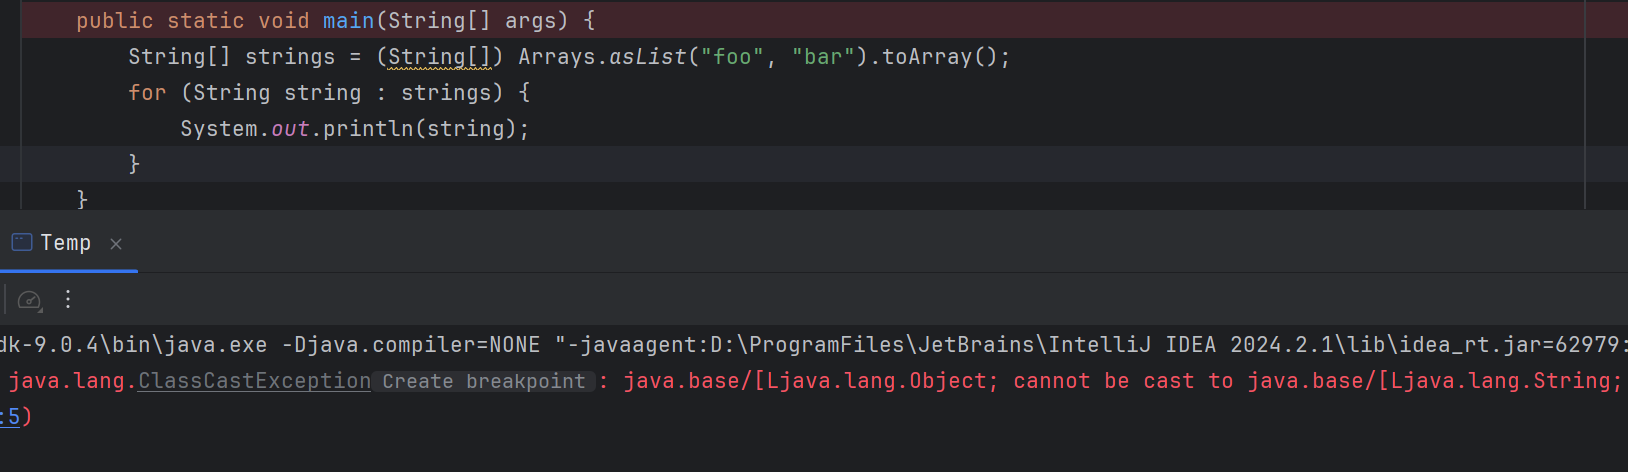 public static void main(String[] args) {
String[] strings = (String[]) Arrays.asList("foo", "bar").toArray();
for (String string : strings) {
System.out.println(string);
}
}
Temp ×
dk-9.0.4\bin\java.exe -Djava.compiler=NONE "-javaagent:D:\ProgramFiles\JetBrains\IntelliJ IDEA 2024.2.1\lib\idea_rt.jar=62979:
java.lang.ClassCastException Create breakpoint : java.base/[Ljava.lang.Object; cannot be cast to java.base/[Ljava.lang.String;
:5)